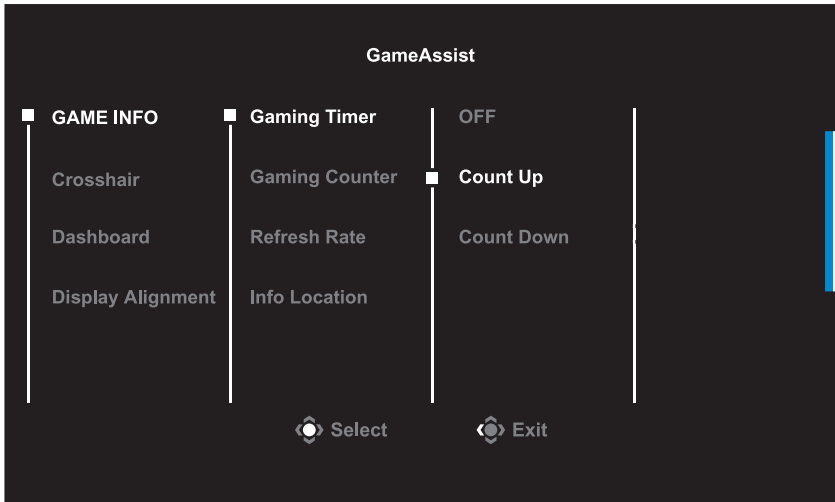 GameAssist
GAME INFO
Gaming Timer
OFF
Crosshair
Gaming Counter
Count Up
Dashboard
Refresh Rate
Count Down
Display Alignment
Info Location
Select
Exit